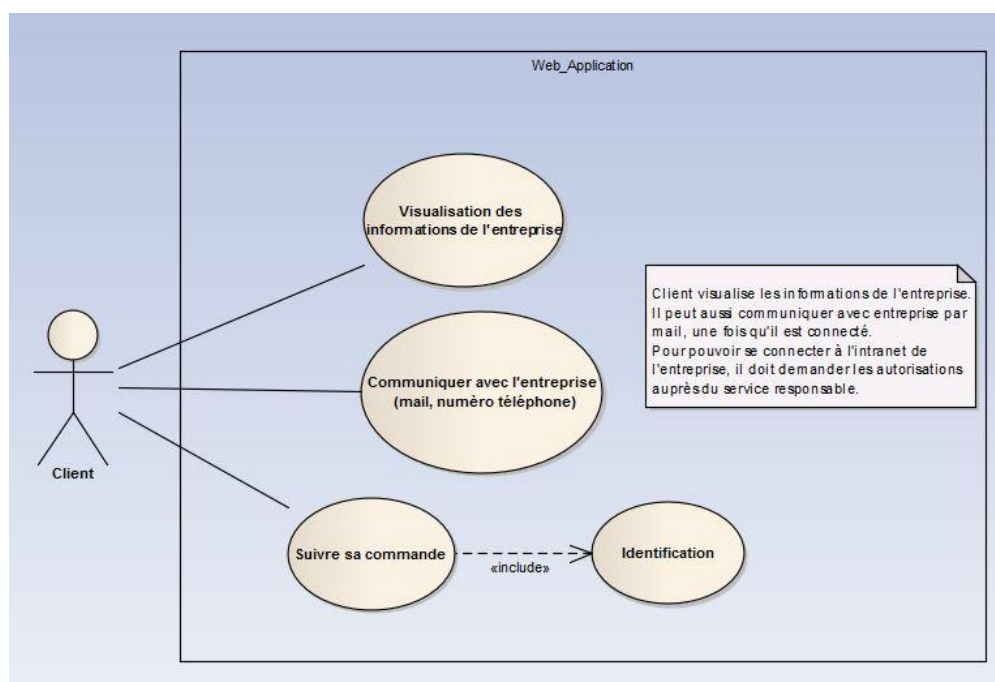 Web_Application
Visualisation des
informations de l'entreprise
Client visualise les informations de l'entreprise.
Il peut aussi communiquer avec entreprise par
mail, une fois qu'il est connecté.
Pour pouvoir se connecter à l'intranet de
l'entreprise, il doit demander les autorisations
auprès du service responsable.
Communiquer avec l'entreprise
(mail, numèro téléphone)
Client
Suivre sa commande
«include»
Identification